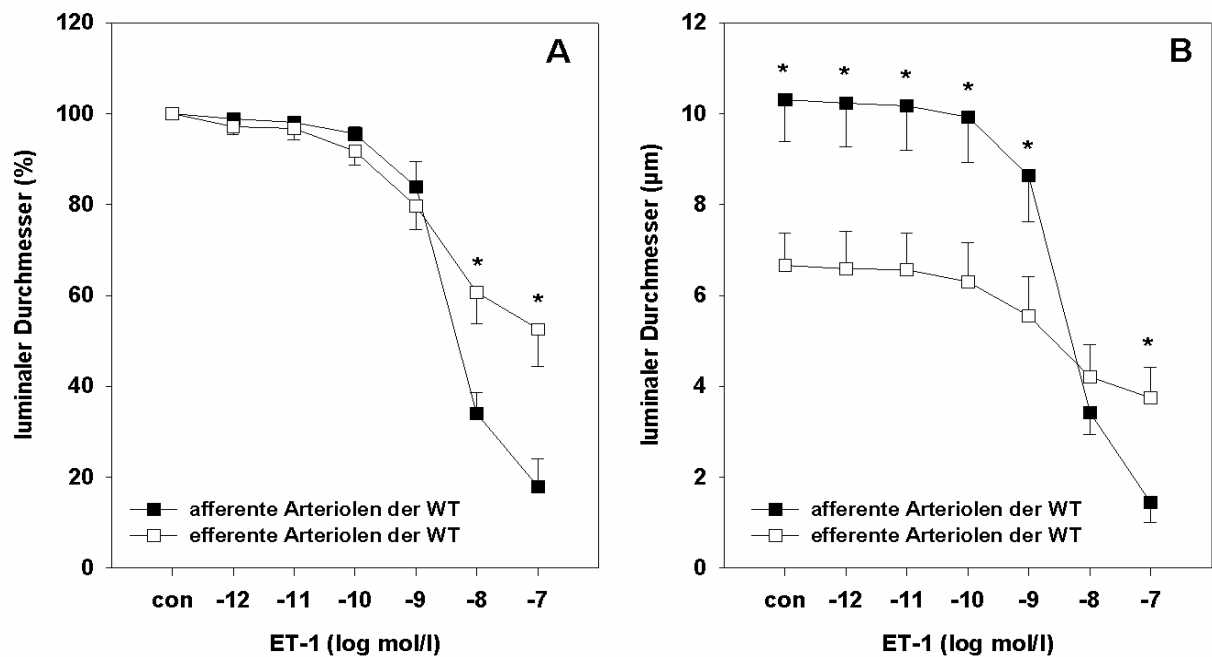 A
luminaler Durchmesser (%)
120
100
80
60
40
20
0
*
*
afferente Arteriolen der WT
efferente Arteriolen der WT
con -12 -11 -10 -9 -8 -7
ET-1 (log mol/l)
B
luminaler Durchmesser (µm)
12
10
8
6
4
2
0
* * * *
*
*
afferente Arteriolen der WT
efferente Arteriolen der WT
con -12 -11 -10 -9 -8 -7
ET-1 (log mol/l)